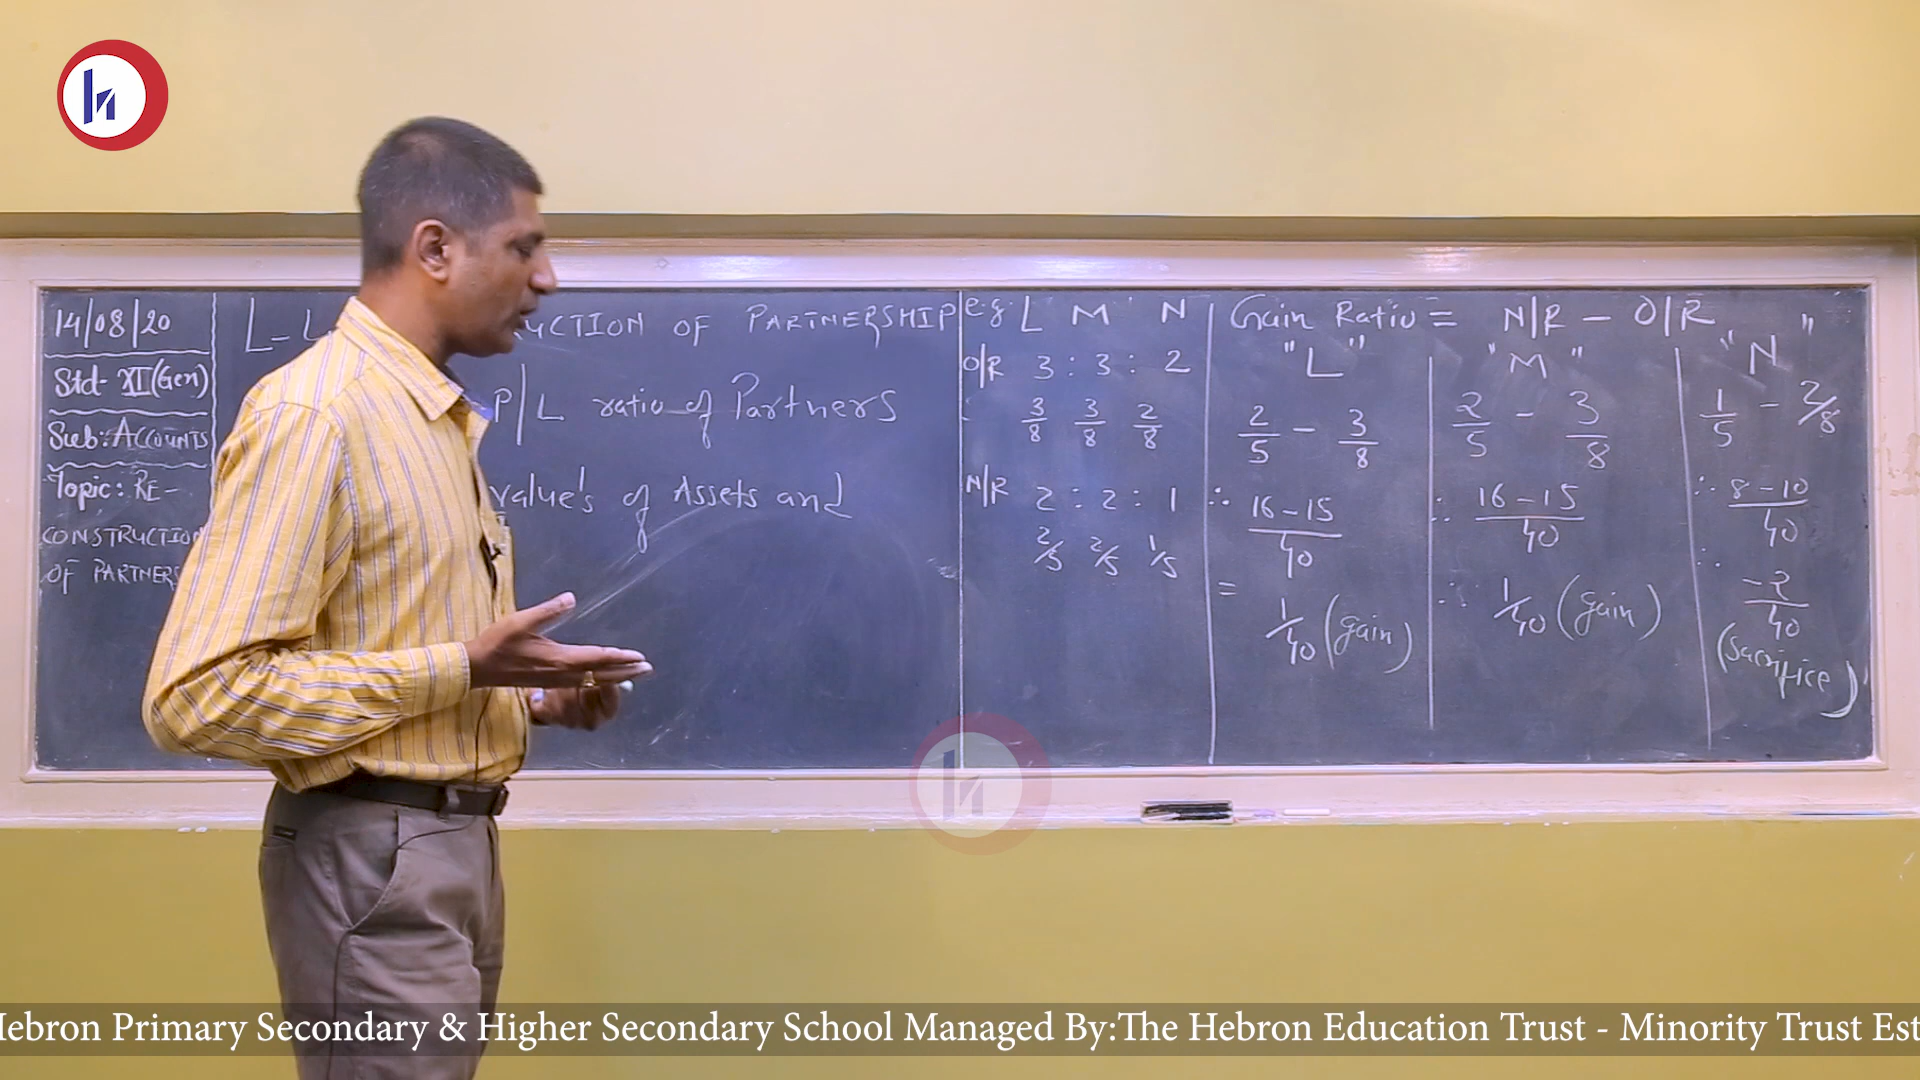 14/08/20
Std- XII (Gen)
Sub: ACCOUNTS
Topic: RE-
CONSTRUCTION
OF PARTNERS
UCTION OF PARTNERSHIP
P/L ratio of Partners
value's of Assets and
e.g. L M N
O/R 3 : 3 : 2
3/8 3/8 2/8
N/R 2 : 2 : 1
2/5 2/5 1/5
Gain Ratio = N/R - O/R
"L"
2/5 - 3/8
∴ 16-15/40
= 1/40 (gain)
"M"
2/5 - 3/8
∴ 16-15/40
∴ 1/40 (gain)
"N"
1/5 - 2/8
∴ 8-10/40
∴ -2/40
(sacrifice)
Hebron Primary Secondary & Higher Secondary School Managed By:The Hebron Education Trust - Minority Trust Est